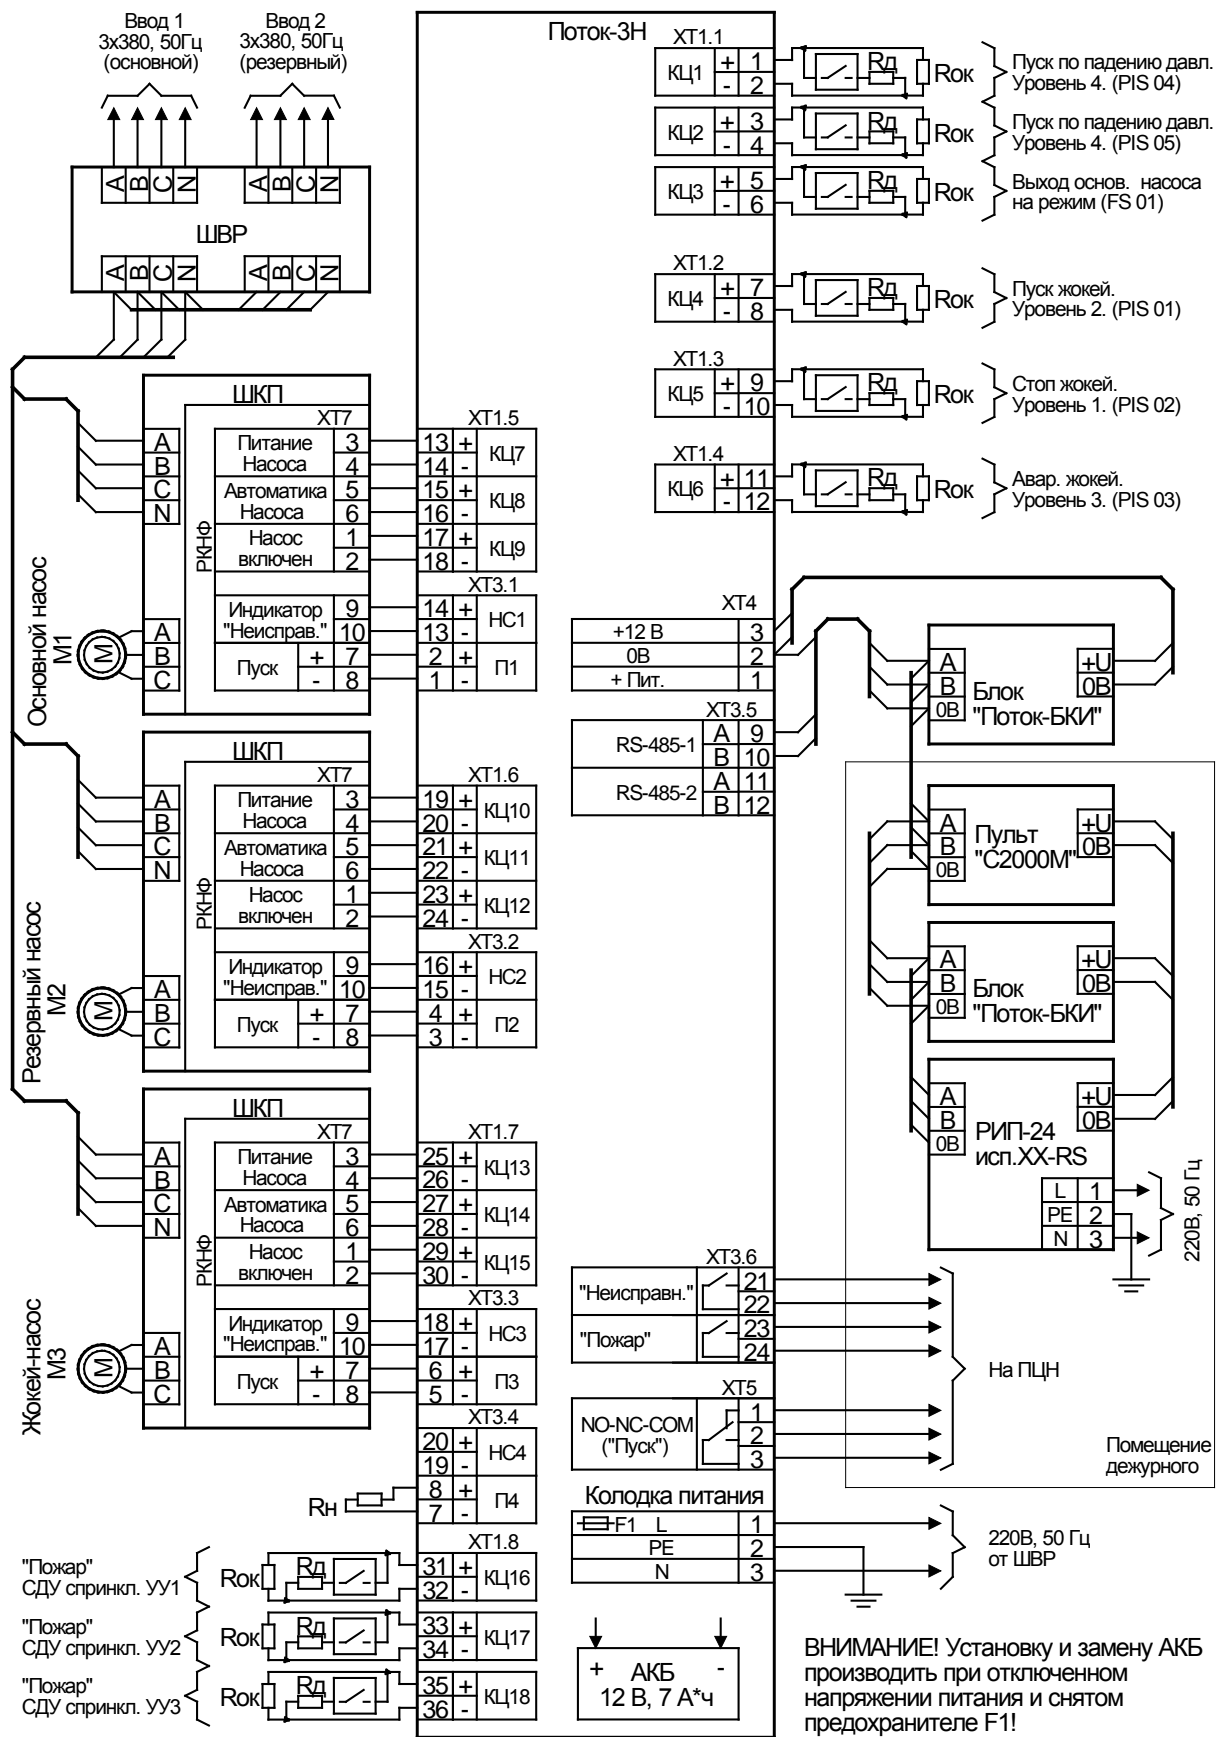 Ввод 1
3x380, 50Гц
(основной)
Ввод 2
3x380, 50Гц
(резервный)
A B C N
A B C N
ШВР
A B C N
A B C N
Поток-3Н
XT1.1
КЦ1 + 1
- 2
Rд Rок
Пуск по падению давл.
Уровень 4. (PIS 04)
КЦ2 + 3
- 4
Rд Rок
Пуск по падению давл.
Уровень 4. (PIS 05)
КЦ3 + 5
- 6
Rд Rок
Выход основ. насоса
на режим (FS 01)
XT1.2
КЦ4 + 7
- 8
Rд Rок
Пуск жокей.
Уровень 2. (PIS 01)
XT1.3
КЦ5 + 9
- 10
Rд Rок
Стоп жокей.
Уровень 1. (PIS 02)
XT1.4
КЦ6 + 11
- 12
Rд Rок
Авар. жокей.
Уровень 3. (PIS 03)
Основной насос
М1
A
B
C
N
М
A
B
C
ШКП
РКНФ
XT7
Питание 3
Насоса 4
Автоматика 5
Насоса 6
Насос 1
включен 2
Индикатор 9
"Неисправ." 10
Пуск + 7
- 8
XT1.5
13 + КЦ7
14 -
15 + КЦ8
16 -
17 + КЦ9
18 -
XT3.1
14 + НС1
13 -
2 + П1
1 -
Резервный насос
М2
A
B
C
N
М
A
B
C
ШКП
РКНФ
XT7
Питание 3
Насоса 4
Автоматика 5
Насоса 6
Насос 1
включен 2
Индикатор 9
"Неисправ." 10
Пуск + 7
- 8
XT1.6
19 + КЦ10
20 -
21 + КЦ11
22 -
23 + КЦ12
24 -
XT3.2
16 + НС2
15 -
4 + П2
3 -
Жокей-насос
М3
A
B
C
N
М
A
B
C
ШКП
РКНФ
XT7
Питание 3
Насоса 4
Автоматика 5
Насоса 6
Насос 1
включен 2
Индикатор 9
"Неисправ." 10
Пуск + 7
- 8
XT1.7
25 + КЦ13
26 -
27 + КЦ14
28 -
29 + КЦ15
30 -
XT3.3
18 + НС3
17 -
6 + П3
5 -
XT3.4
20 + НС4
19 -
Rн
8 + П4
7 -
XT1.8
"Пожар"
СДУ спринкл. УУ1
Rок Rд
31 + КЦ16
32 -
"Пожар"
СДУ спринкл. УУ2
Rок Rд
33 + КЦ17
34 -
"Пожар"
СДУ спринкл. УУ3
Rок Rд
35 + КЦ18
36 -
XT4
+12 В 3
0В 2
+ Пит. 1
XT3.5
RS-485-1 A 9
B 10
RS-485-2 A 11
B 12
A
B
0В
+U
0В
Блок
"Поток-БКИ"
A
B
0В
+U
0В
Пульт
"С2000М"
A
B
0В
+U
0В
Блок
"Поток-БКИ"
A
B
0В
+U
0В
РИП-24
исп.XX-RS
L 1
PE 2
N 3
220В, 50 Гц
XT3.6
"Неисправн." 21
22
"Пожар" 23
24
XT5
NO-NC-COM
("Пуск")
1
2
3
На ПЦН
Помещение
дежурного
Колодка питания
F1 L 1
PE 2
N 3
220В, 50 Гц
от ШВР
+ АКБ -
12 В, 7 А*ч
ВНИМАНИЕ! Установку и замену АКБ
производить при отключенном
напряжении питания и снятом
предохранителе F1!